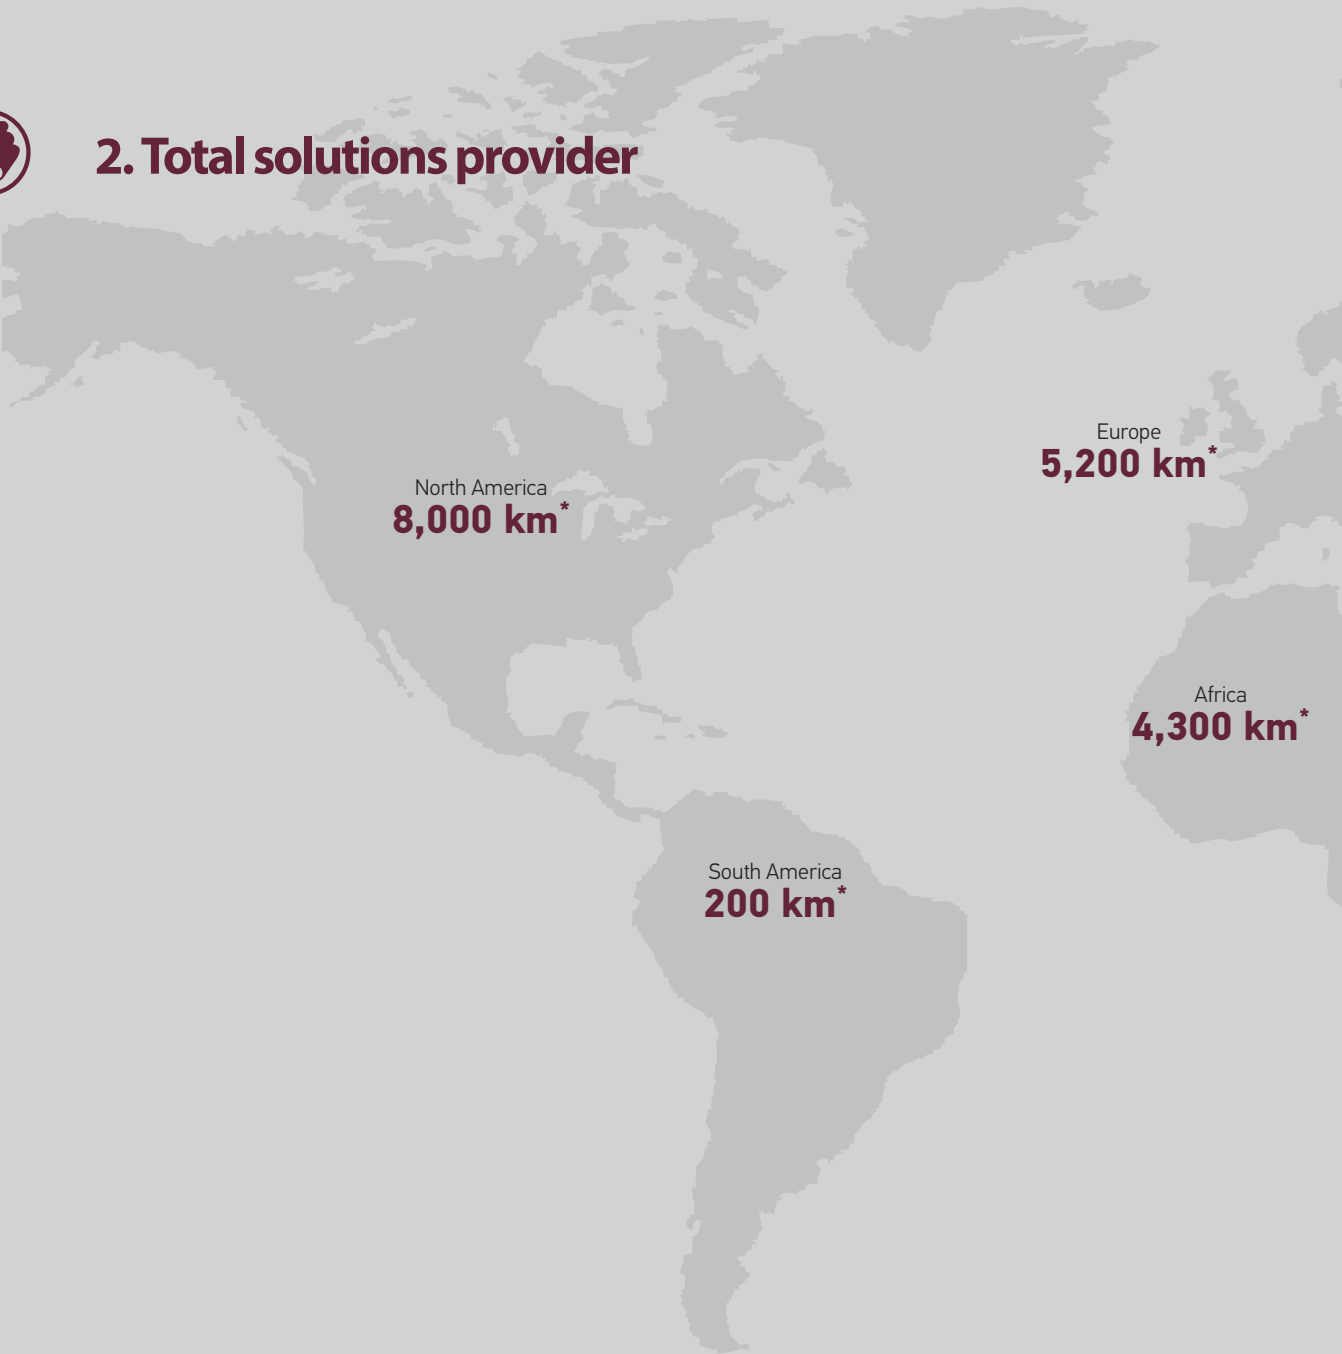 2. Total solutions provider
Europe
5,200 km*
North America
8,000 km*
Africa
4,300 km*
South America
200 km*